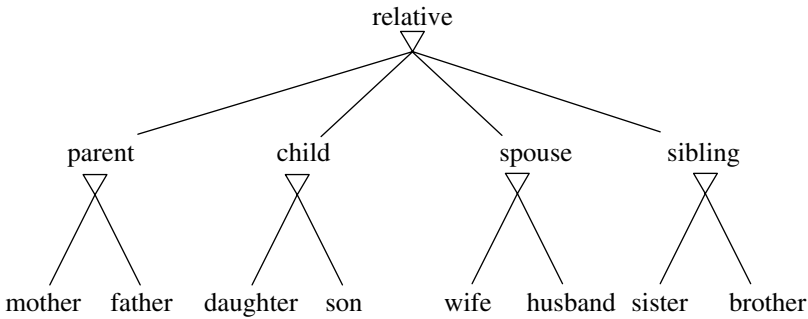 relative
parent child spouse sibling
mother father daughter son wife husband sister brother